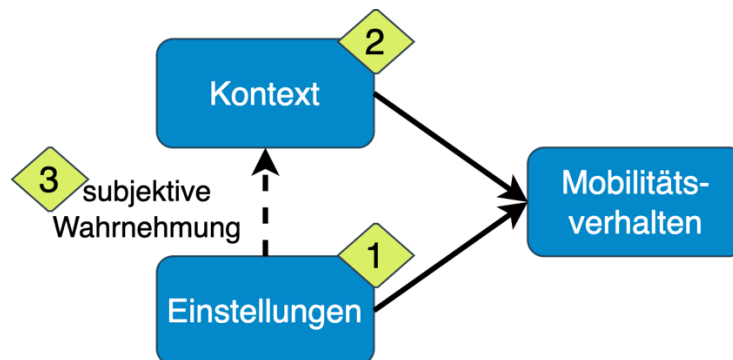 2
Kontext
3
subjektive
Wahrnehmung
Mobilitäts-
verhalten
1
Einstellungen